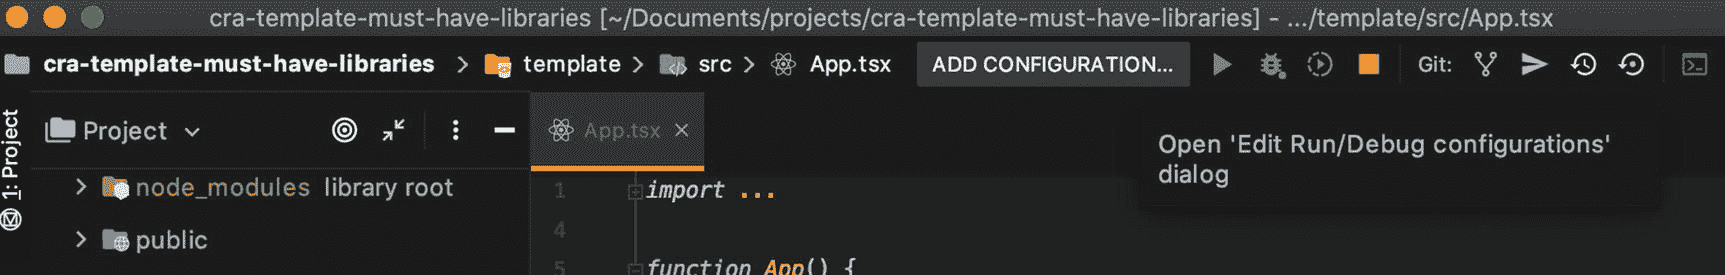 cra-template-must-have-libraries [~/Documents/projects/cra-template-must-have-libraries] - .../template/src/App.tsx
cra-template-must-have-libraries template src App.tsx ADD CONFIGURATION... Git:
1: Project
Project
App.tsx
Open 'Edit Run/Debug configurations'
dialog
node_modules library root
public
1 import ...
4
5 function App() {